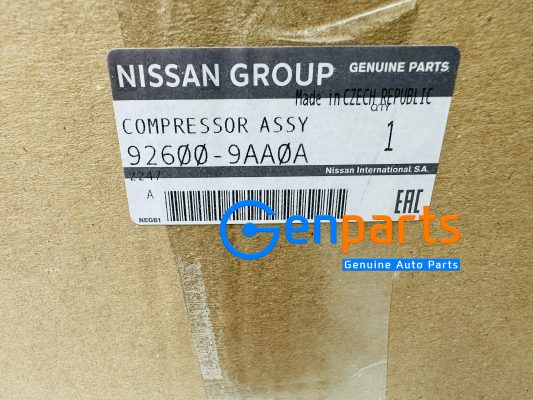 NISSAN GROUP
GENUINE PARTS
Made in CZECH REPUBLIC
QTY
COMPRESSOR ASSY
1
92600-9AA0A
2247
Nissan International. S.A.
A
NEGB1
EAC
Genparts
Genuine Auto Parts